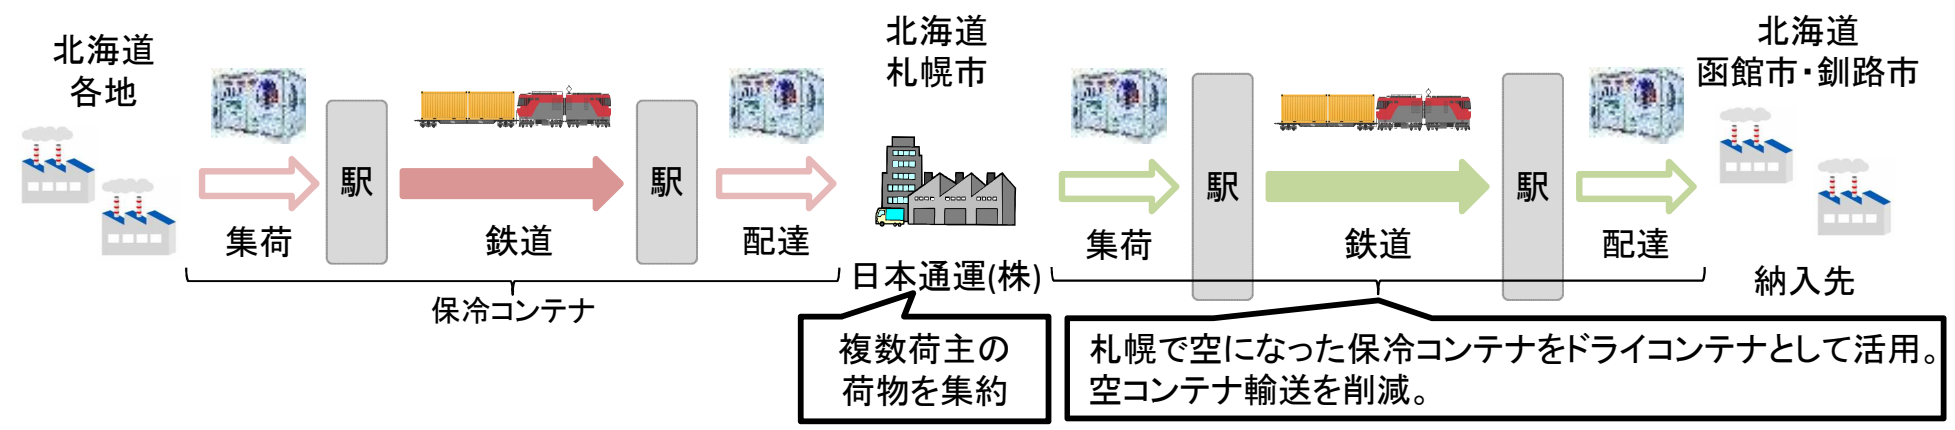 北海道
各地
集荷
駅
鉄道
駅
配達
保冷コンテナ
北海道
札幌市
日本通運(株)
複数荷主の
荷物を集約
集荷
駅
鉄道
駅
配達
北海道
函館市・釧路市
納入先
札幌で空になった保冷コンテナをドライコンテナとして活用。
空コンテナ輸送を削減。